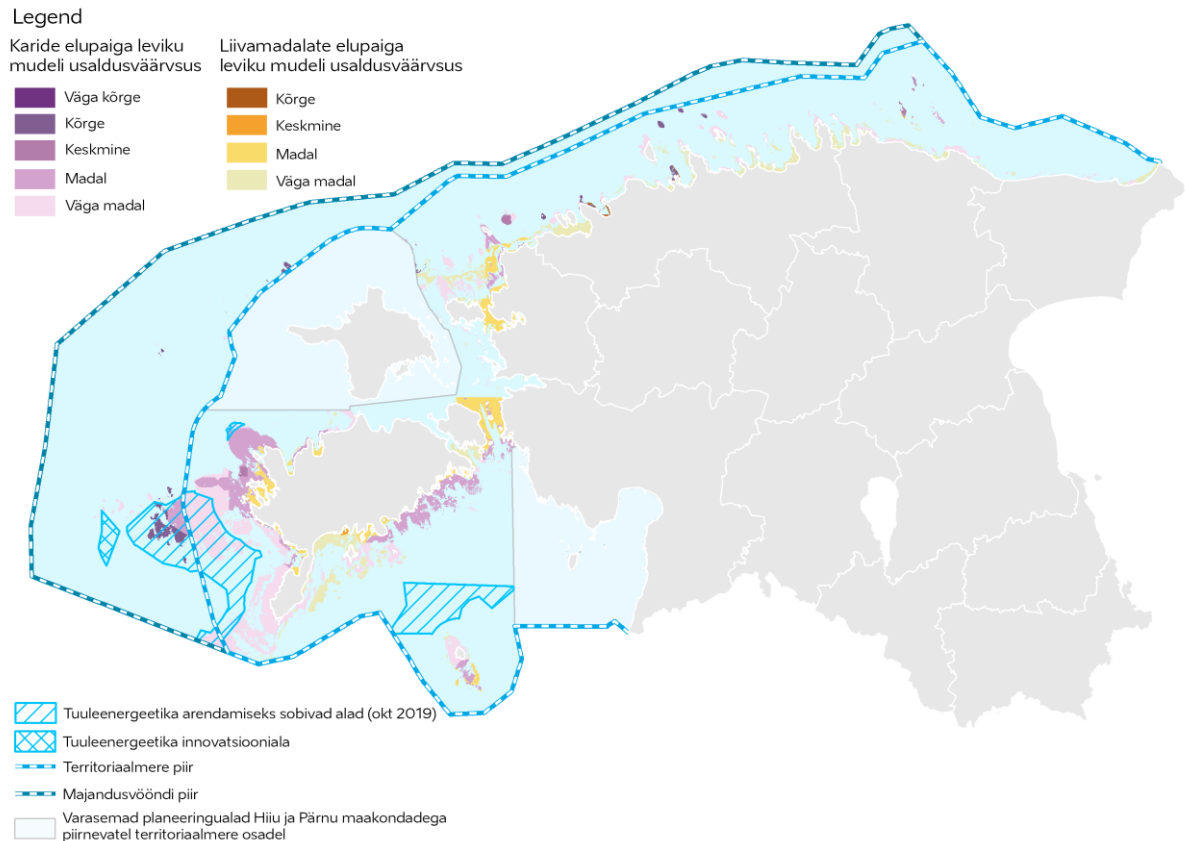 Legend
Karide elupaiga leviku
mudeli usaldusväärvsus
Väga kõrge
Kõrge
Keskmine
Madal
Väga madal
Liivamadalate elupaiga
leviku mudeli usaldusväärvsus
Kõrge
Keskmine
Madal
Väga madal
Tuuleenergeetika arendamiseks sobivad alad (okt 2019)
Tuuleenergeetika innovatsiooniala
Territoriaalmere piir
Majandusvööndi piir
Varasemad planeeringualad Hiiu ja Pärnu maakondadega
piirnevatel territoriaalmere osadel